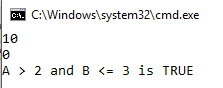 C:\Windows\system32\cmd.exe
10
0
A > 2 and B <= 3 is TRUE